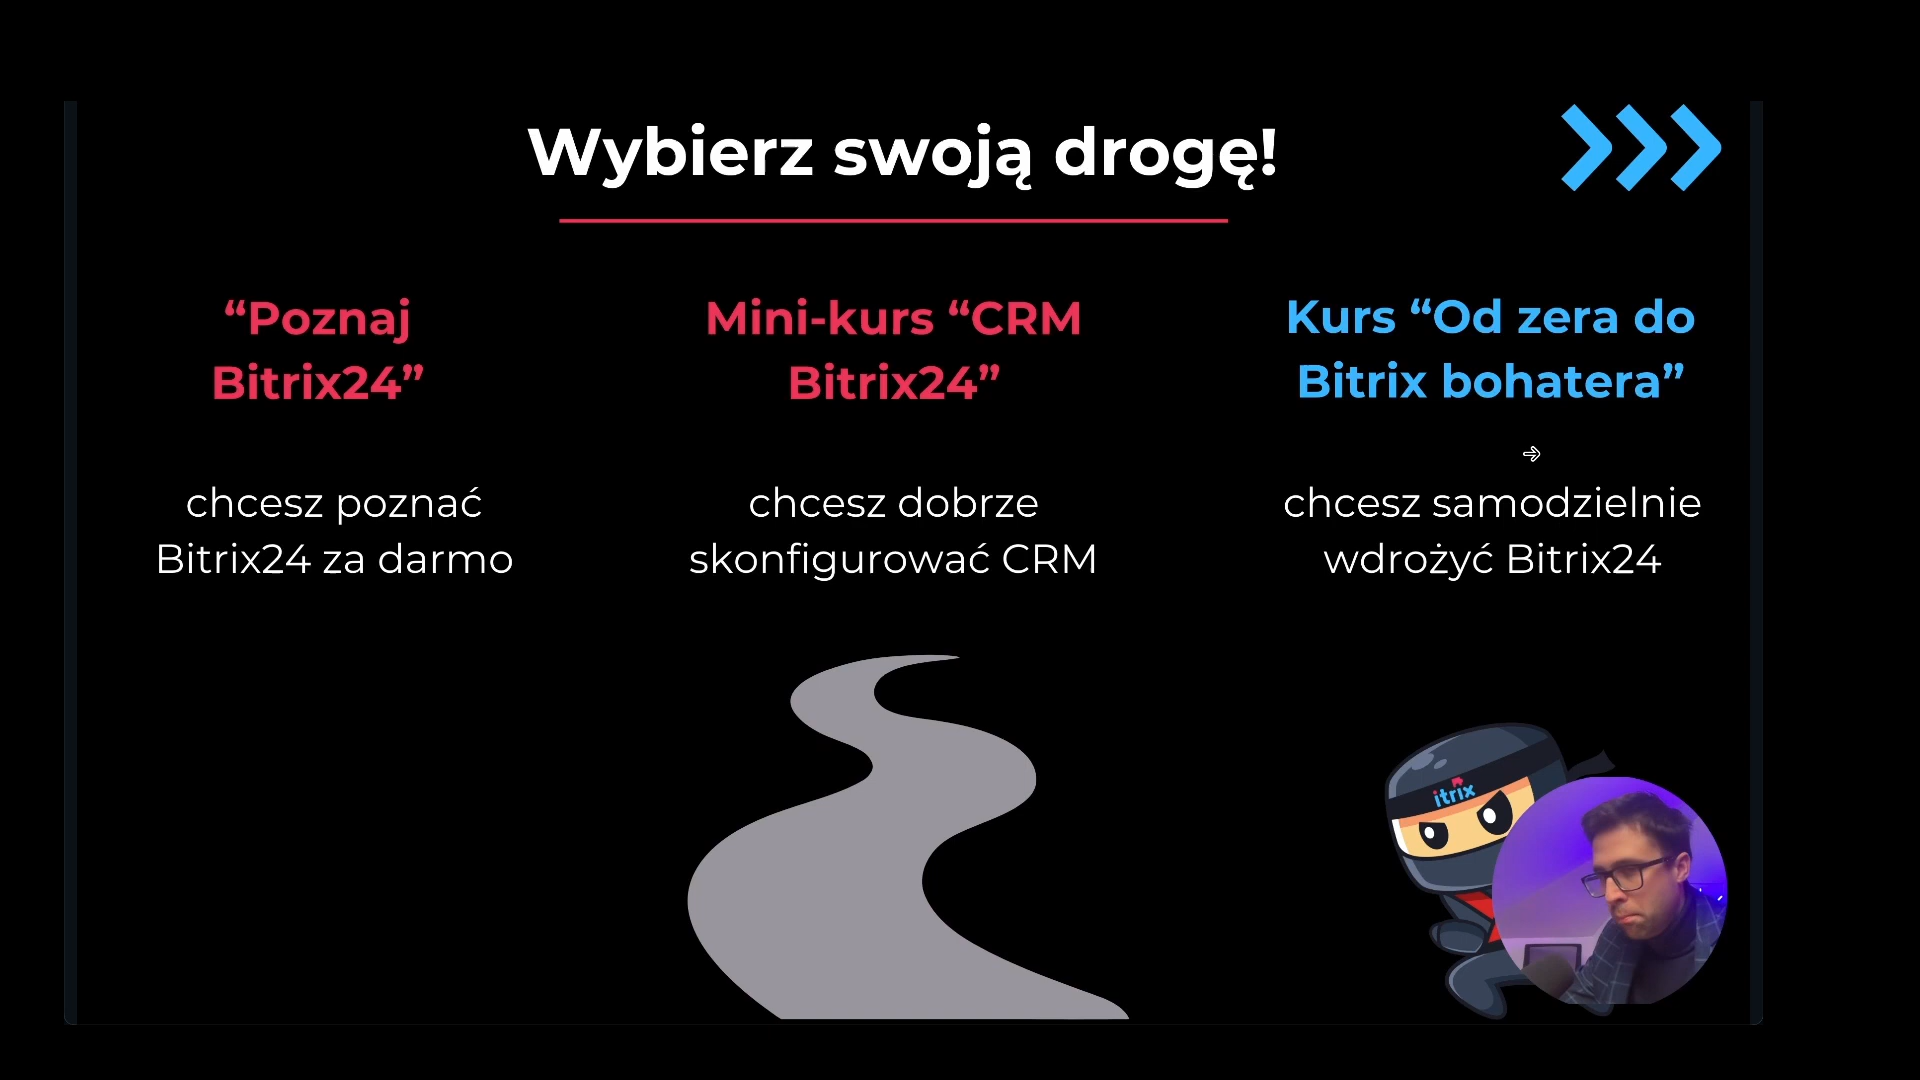 Wybierz swoją drogę!
“Poznaj
Bitrix24”
chcesz poznać
Bitrix24 za darmo
Mini-kurs “CRM
Bitrix24”
chcesz dobrze
skonfigurować CRM
Kurs “Od zera do
Bitrix bohatera”
chcesz samodzielnie
wdrożyć Bitrix24
itrix